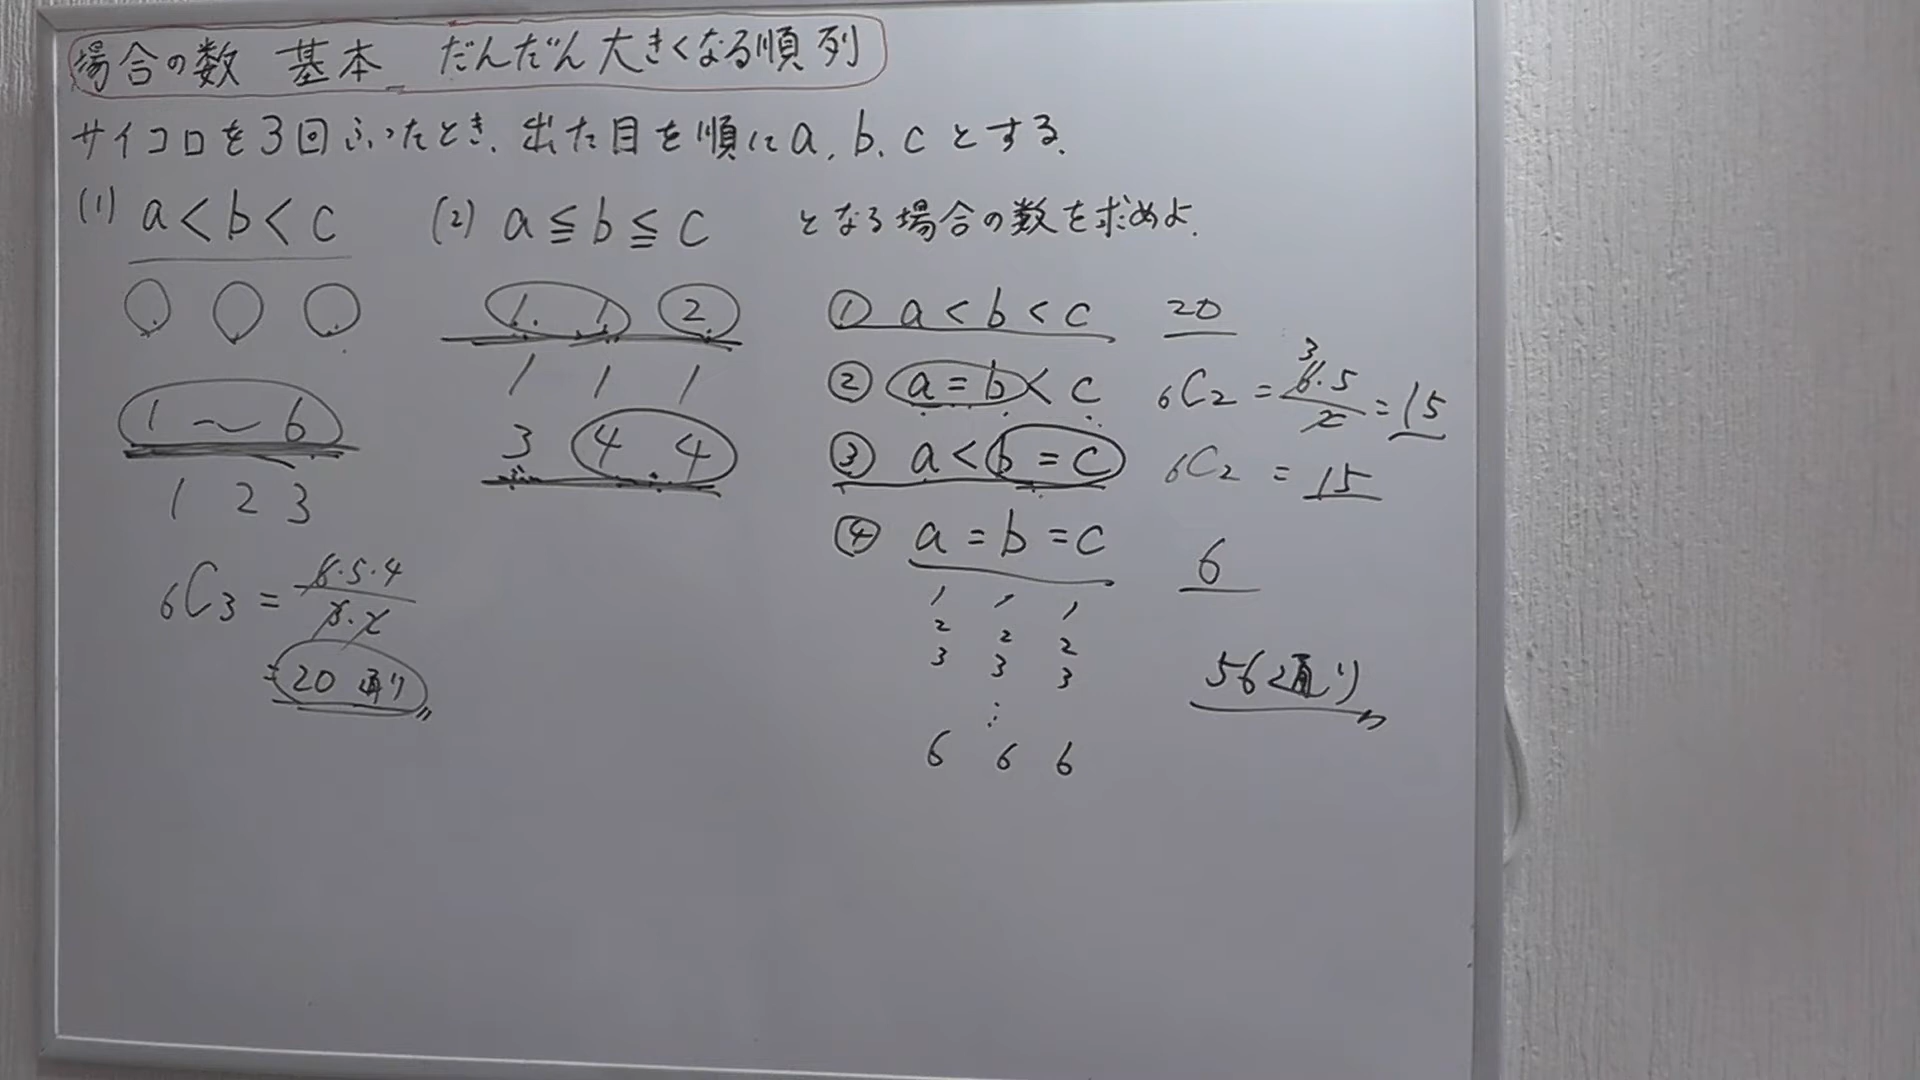 場合の数 基本 だんだん大きくなる順列
サイコロを3回ふったとき、出た目を順にa, b, cとする.
(1) a<b<c (2) a≦b≦c となる場合の数を求めよ.
1 ~ 6
1 2 3
₆C₃ = 6・5・4 / 3・2
= 20通り
1. 1 2
1 1 1
3 4 4
① a<b<c 20
② a=b<c ₆C₂ = 6・5 / 2 = 15
3
③ a<b=c ₆C₂ = 15
④ a=b=c 6
1 1 1
2 2 2
3 3 3
⋮
6 6 6
56通り